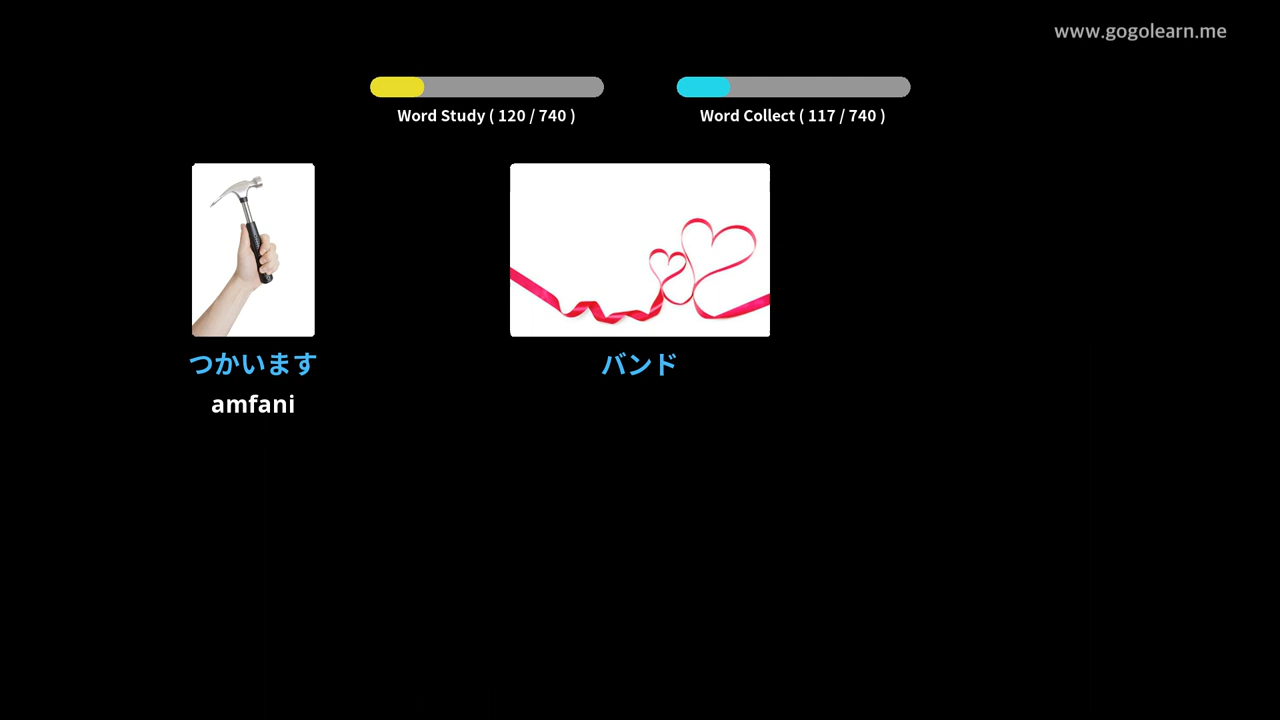 www.gogolearn.me
Word Study ( 120 / 740 )
Word Collect ( 117 / 740 )
つかいます
バンド
amfani